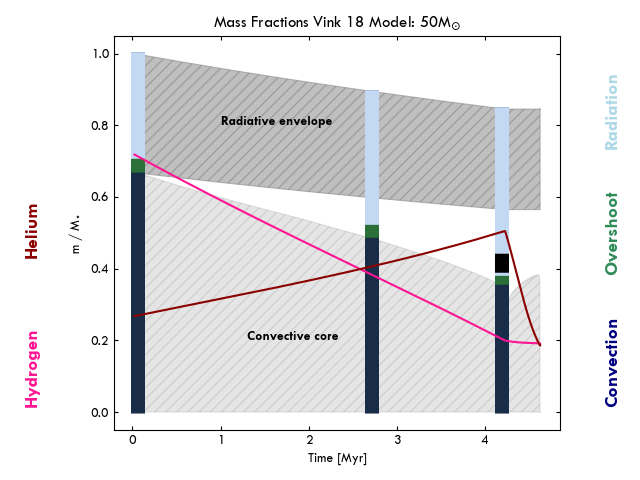 Mass Fractions Vink 18 Model: 50M☉
1.0
0.8
0.6
0.4
0.2
0.0
m / M⋆
Radiative envelope
Convective core
0
1
2
3
4
Time [Myr]
Helium
Hydrogen
Radiation
Overshoot
Convection